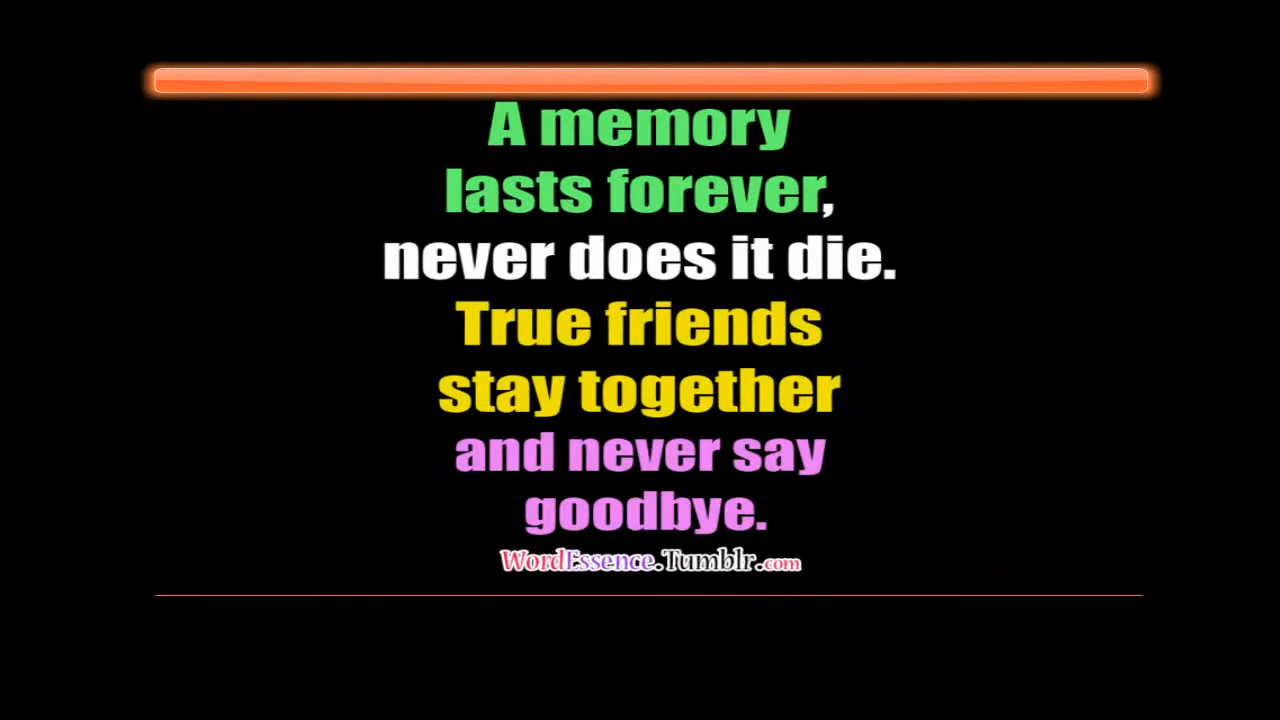 A memory
lasts forever,
never does it die.
True friends
stay together
and never say
goodbye.
WordEssence.Tumblr.com